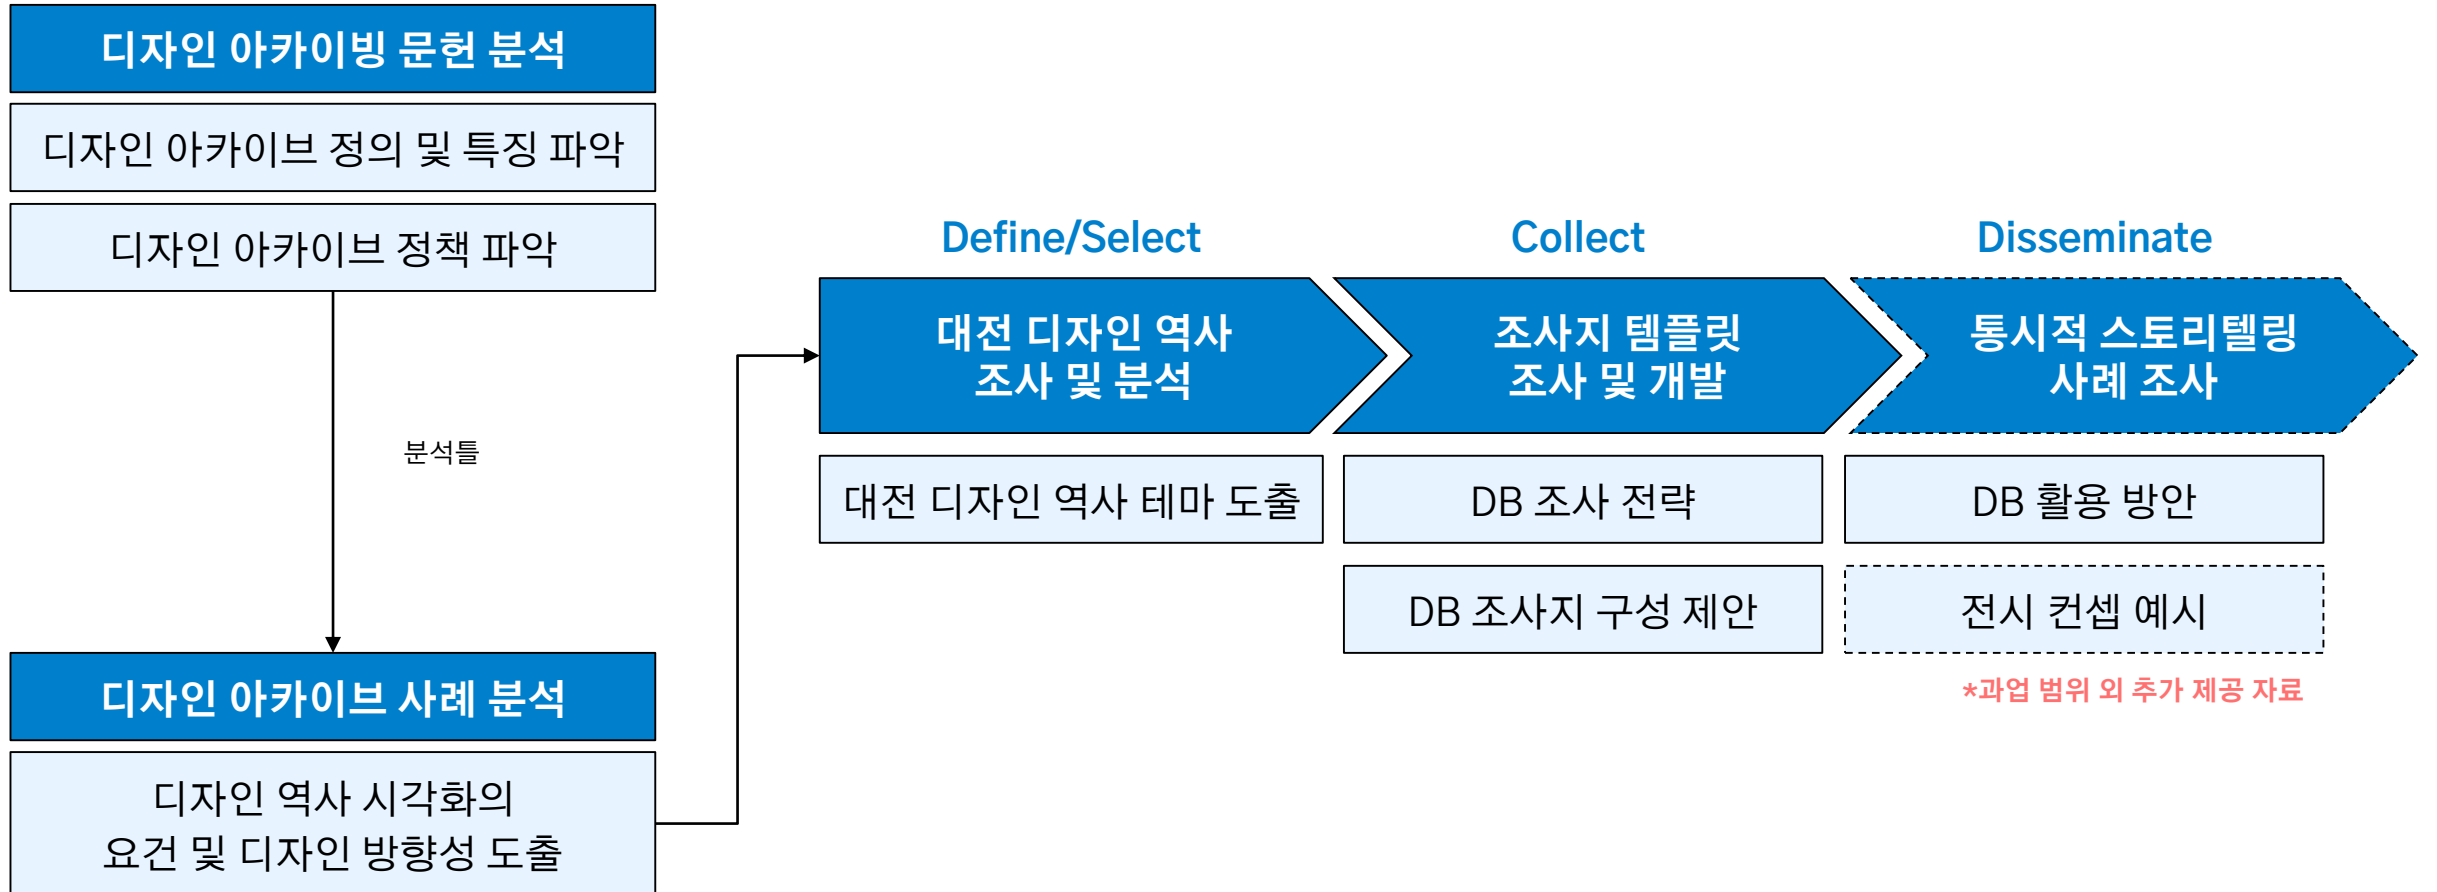 디자인 아카이빙 문헌 분석
디자인 아카이브 정의 및 특징 파악
디자인 아카이브 정책 파악
분석틀
디자인 아카이브 사례 분석
디자인 역사 시각화의
요건 및 디자인 방향성 도출
Define/Select
대전 디자인 역사
조사 및 분석
대전 디자인 역사 테마 도출
Collect
조사지 템플릿
조사 및 개발
DB 조사 전략
DB 조사지 구성 제안
Disseminate
통시적 스토리텔링
사례 조사
DB 활용 방안
전시 컨셉 예시
*과업 범위 외 추가 제공 자료